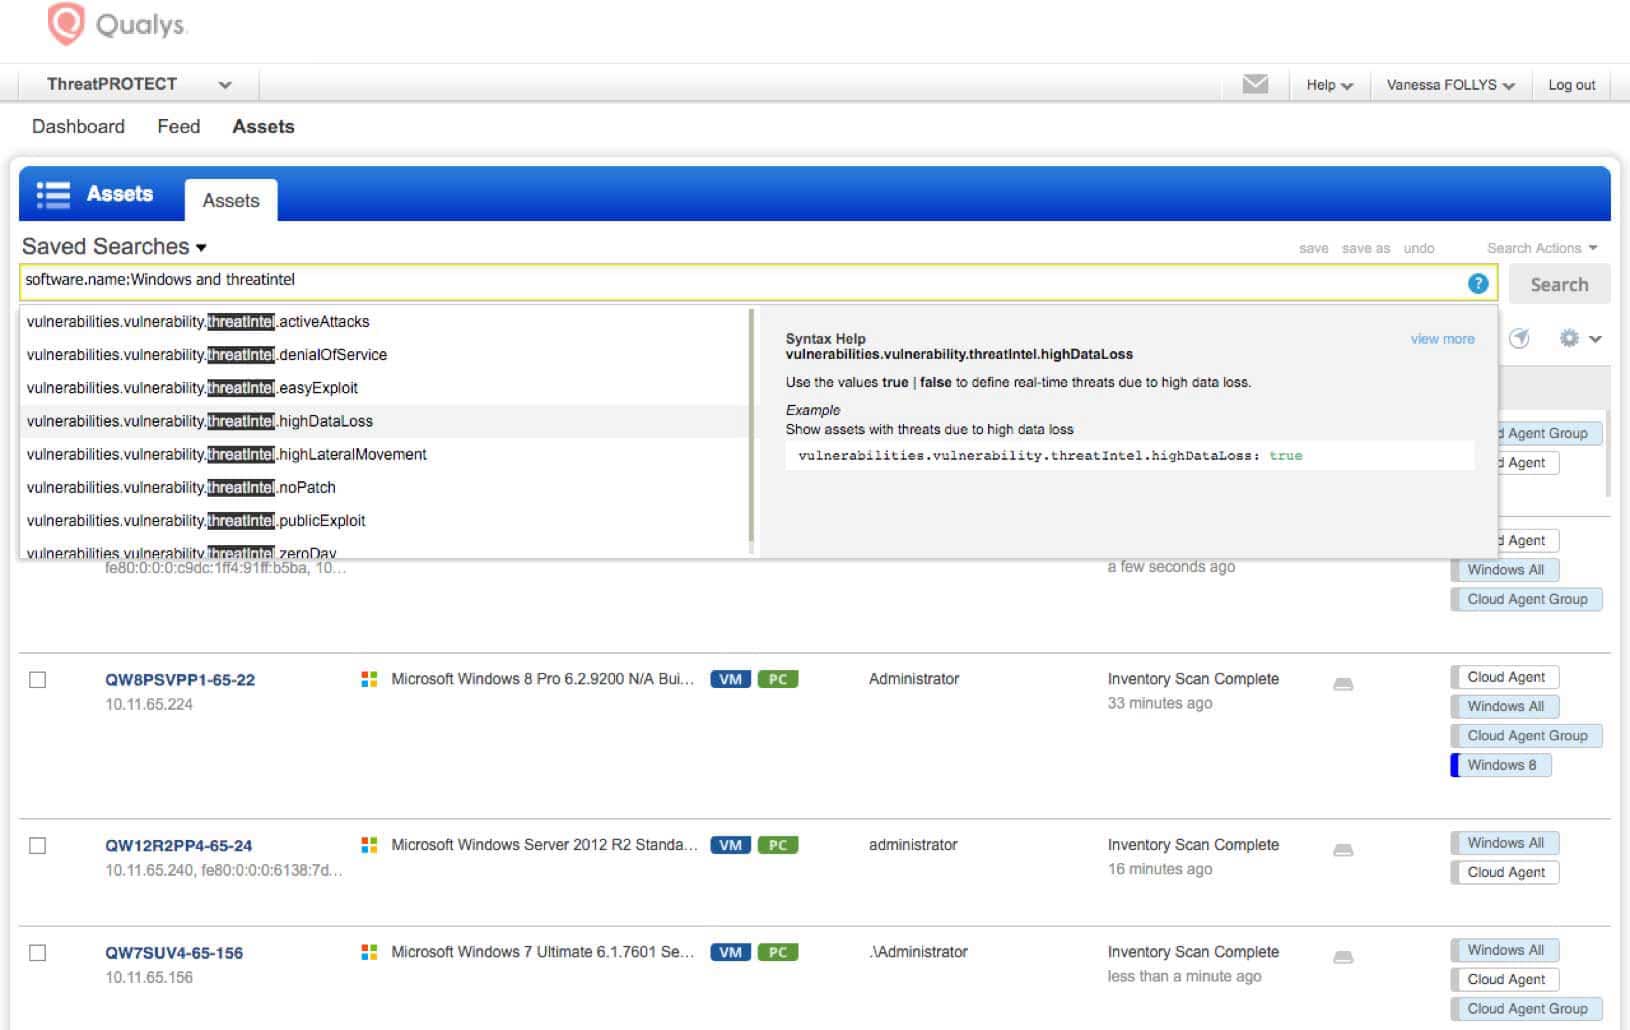 Qualys.
ThreatPROTECT
Help
Vanessa FOLLYS
Log out
Dashboard Feed Assets
Assets
Assets
Saved Searches
save save as undo
Search Actions
software.name:Windows and threatintel
?
Search
vulnerabilities.vulnerability.threatIntel.activeAttacks
vulnerabilities.vulnerability.threatIntel.denialOfService
vulnerabilities.vulnerability.threatIntel.easyExploit
vulnerabilities.vulnerability.threatIntel.highDataLoss
vulnerabilities.vulnerability.threatIntel.highLateralMovement
vulnerabilities.vulnerability.threatIntel.noPatch
vulnerabilities.vulnerability.threatIntel.publicExploit
vulnerabilities.vulnerability.threatIntel.zeroDay
Syntax Help
view more
vulnerabilities.vulnerability.threatIntel.highDataLoss
Use the values true | false to define real-time threats due to high data loss.
Example
Show assets with threats due to high data loss
vulnerabilities.vulnerability.threatIntel.highDataLoss: true
d Agent Group
d Agent
d Agent
fe80:0:0:0:c9dc:1ff4:91ff:b5ba, 10...
a few seconds ago
Windows All
Cloud Agent Group
QW8PSVPP1-65-22
Microsoft Windows 8 Pro 6.2.9200 N/A Bui...
VM PC
Administrator
Inventory Scan Complete
Cloud Agent
10.11.65.224
33 minutes ago
Windows All
Cloud Agent Group
Windows 8
QW12R2PP4-65-24
Microsoft Windows Server 2012 R2 Standa...
VM PC
administrator
Inventory Scan Complete
Windows All
10.11.65.240, fe80:0:0:0:6138:7d...
16 minutes ago
Cloud Agent
QW7SUV4-65-156
Microsoft Windows 7 Ultimate 6.1.7601 Se...
VM PC
.\Administrator
Inventory Scan Complete
Windows All
10.11.65.156
less than a minute ago
Cloud Agent
Cloud Agent Group